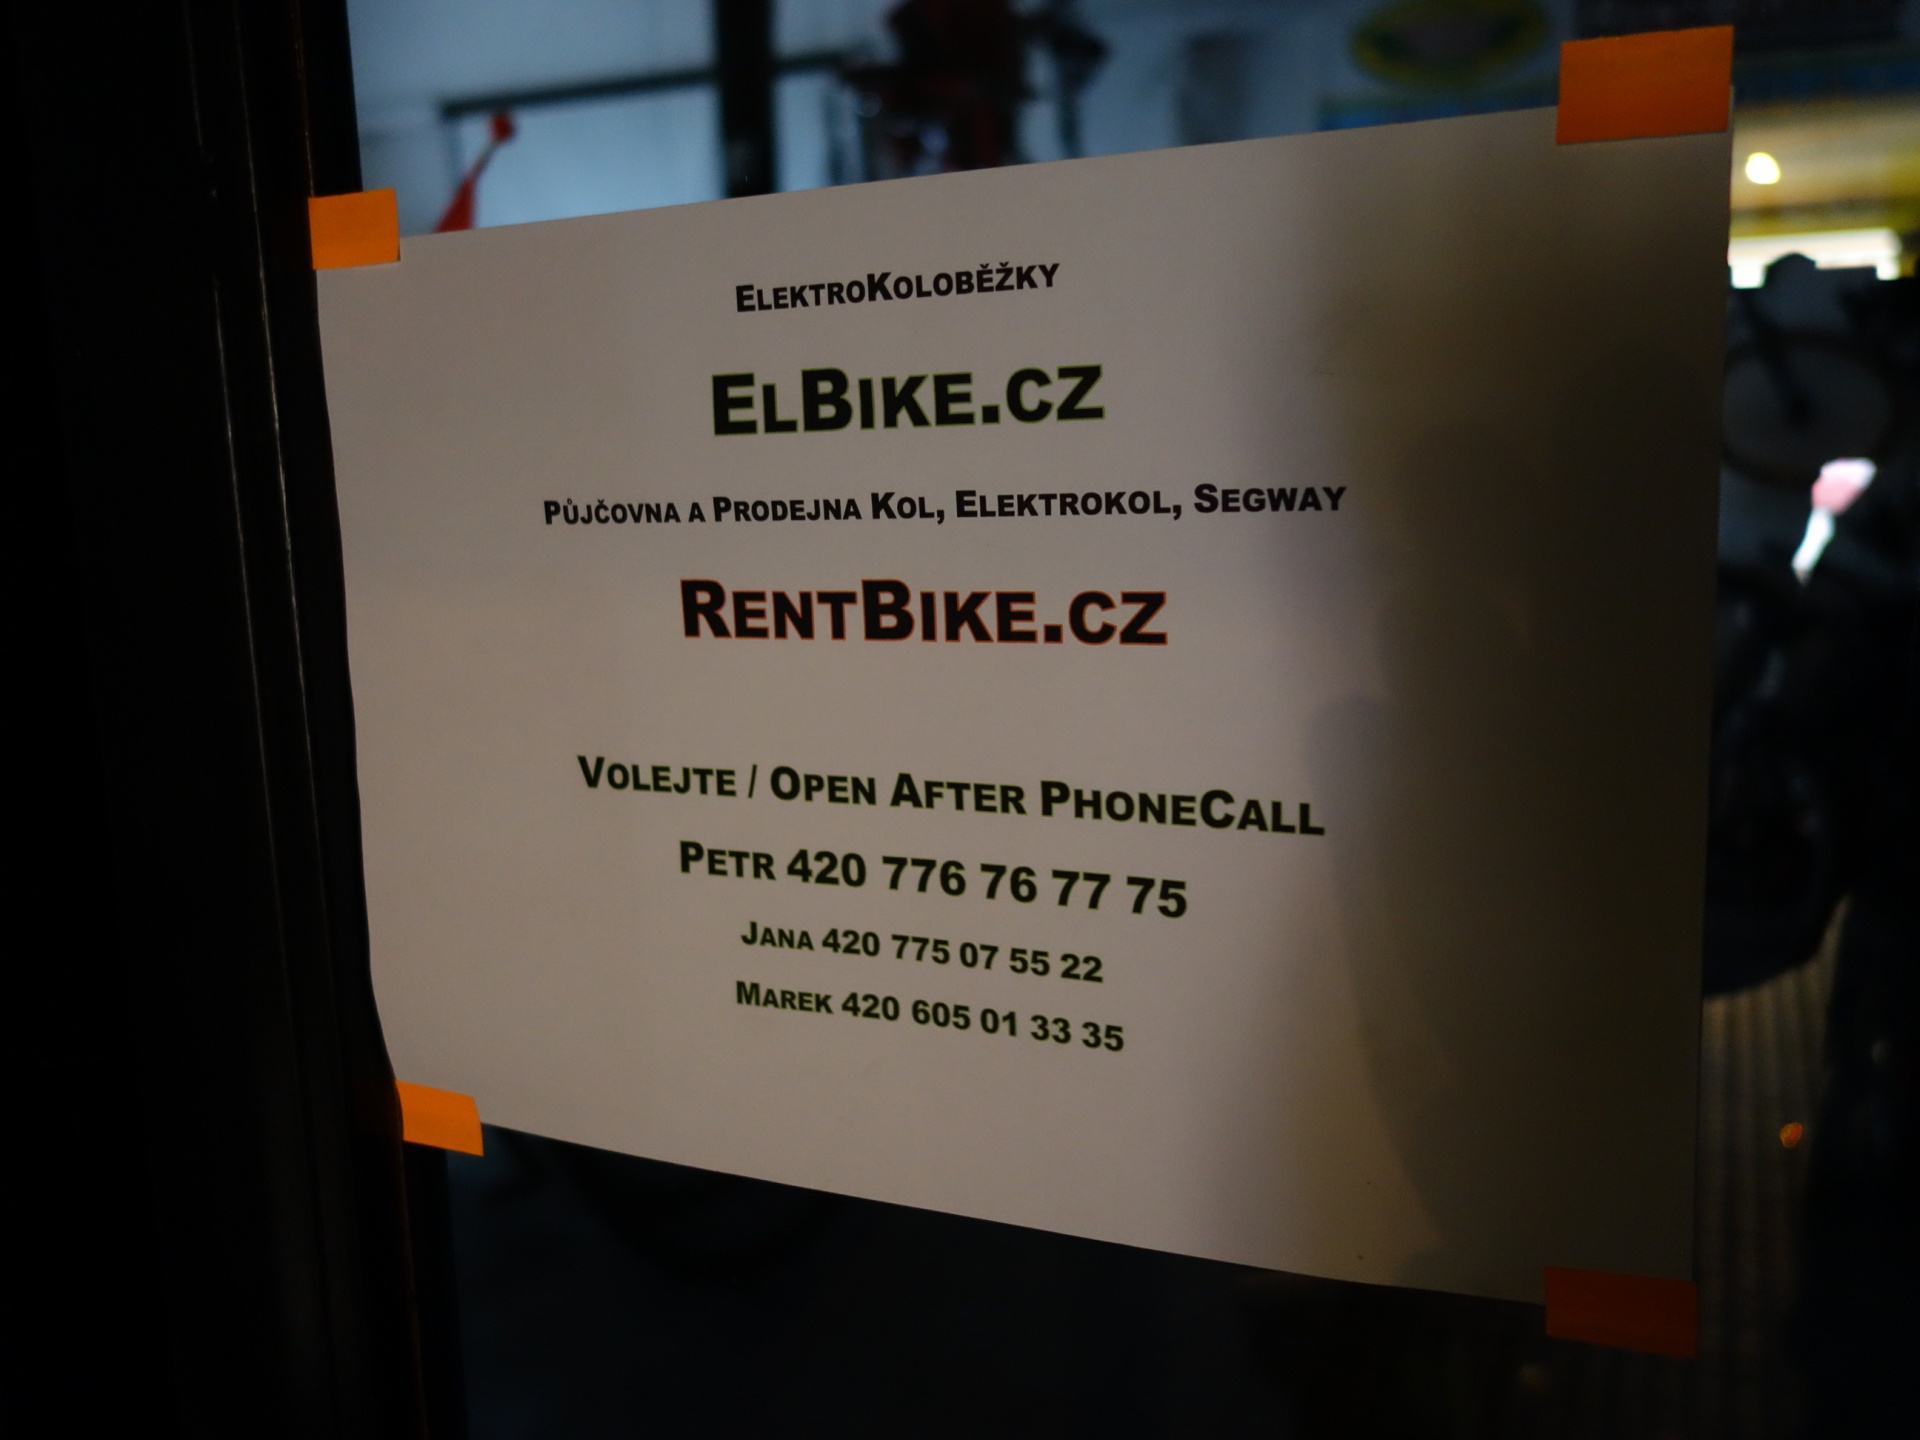 ElektroKoloběžky
ElBike.cz
Půjčovna a Prodejna Kol, Elektrokol, Segway
RentBike.cz
Volejte / Open After PhoneCall
Petr 420 776 76 77 75
Jana 420 775 07 55 22
Marek 420 605 01 33 35